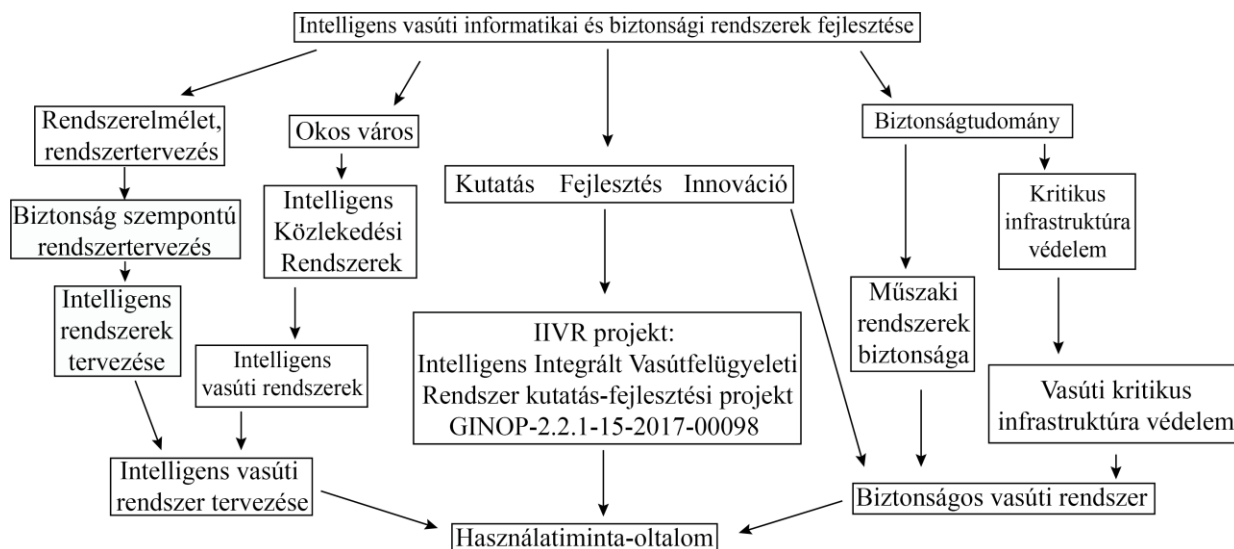 Intelligens vasúti informatikai és biztonsági rendszerek fejlesztése
Rendszerelmélet,
rendszertervezés
Okos város
Biztonságtudomány
Kutatás Fejlesztés Innováció
Biztonság szempontú
rendszertervezés
Intelligens
Közlekedési
Rendszerek
Kritikus
infrastruktúra
védelem
Intelligens
rendszerek
tervezése
Intelligens
vasúti rendszerek
IIVR projekt:
Intelligens Integrált Vasútfelügyeleti
Rendszer kutatás-fejlesztési projekt
GINOP-2.2.1-15-2017-00098
Műszaki
rendszerek
biztonsága
Vasúti kritikus
infrastruktúra védelem
Intelligens vasúti
rendszer tervezése
Biztonságos vasúti rendszer
Használatiminta-oltalom